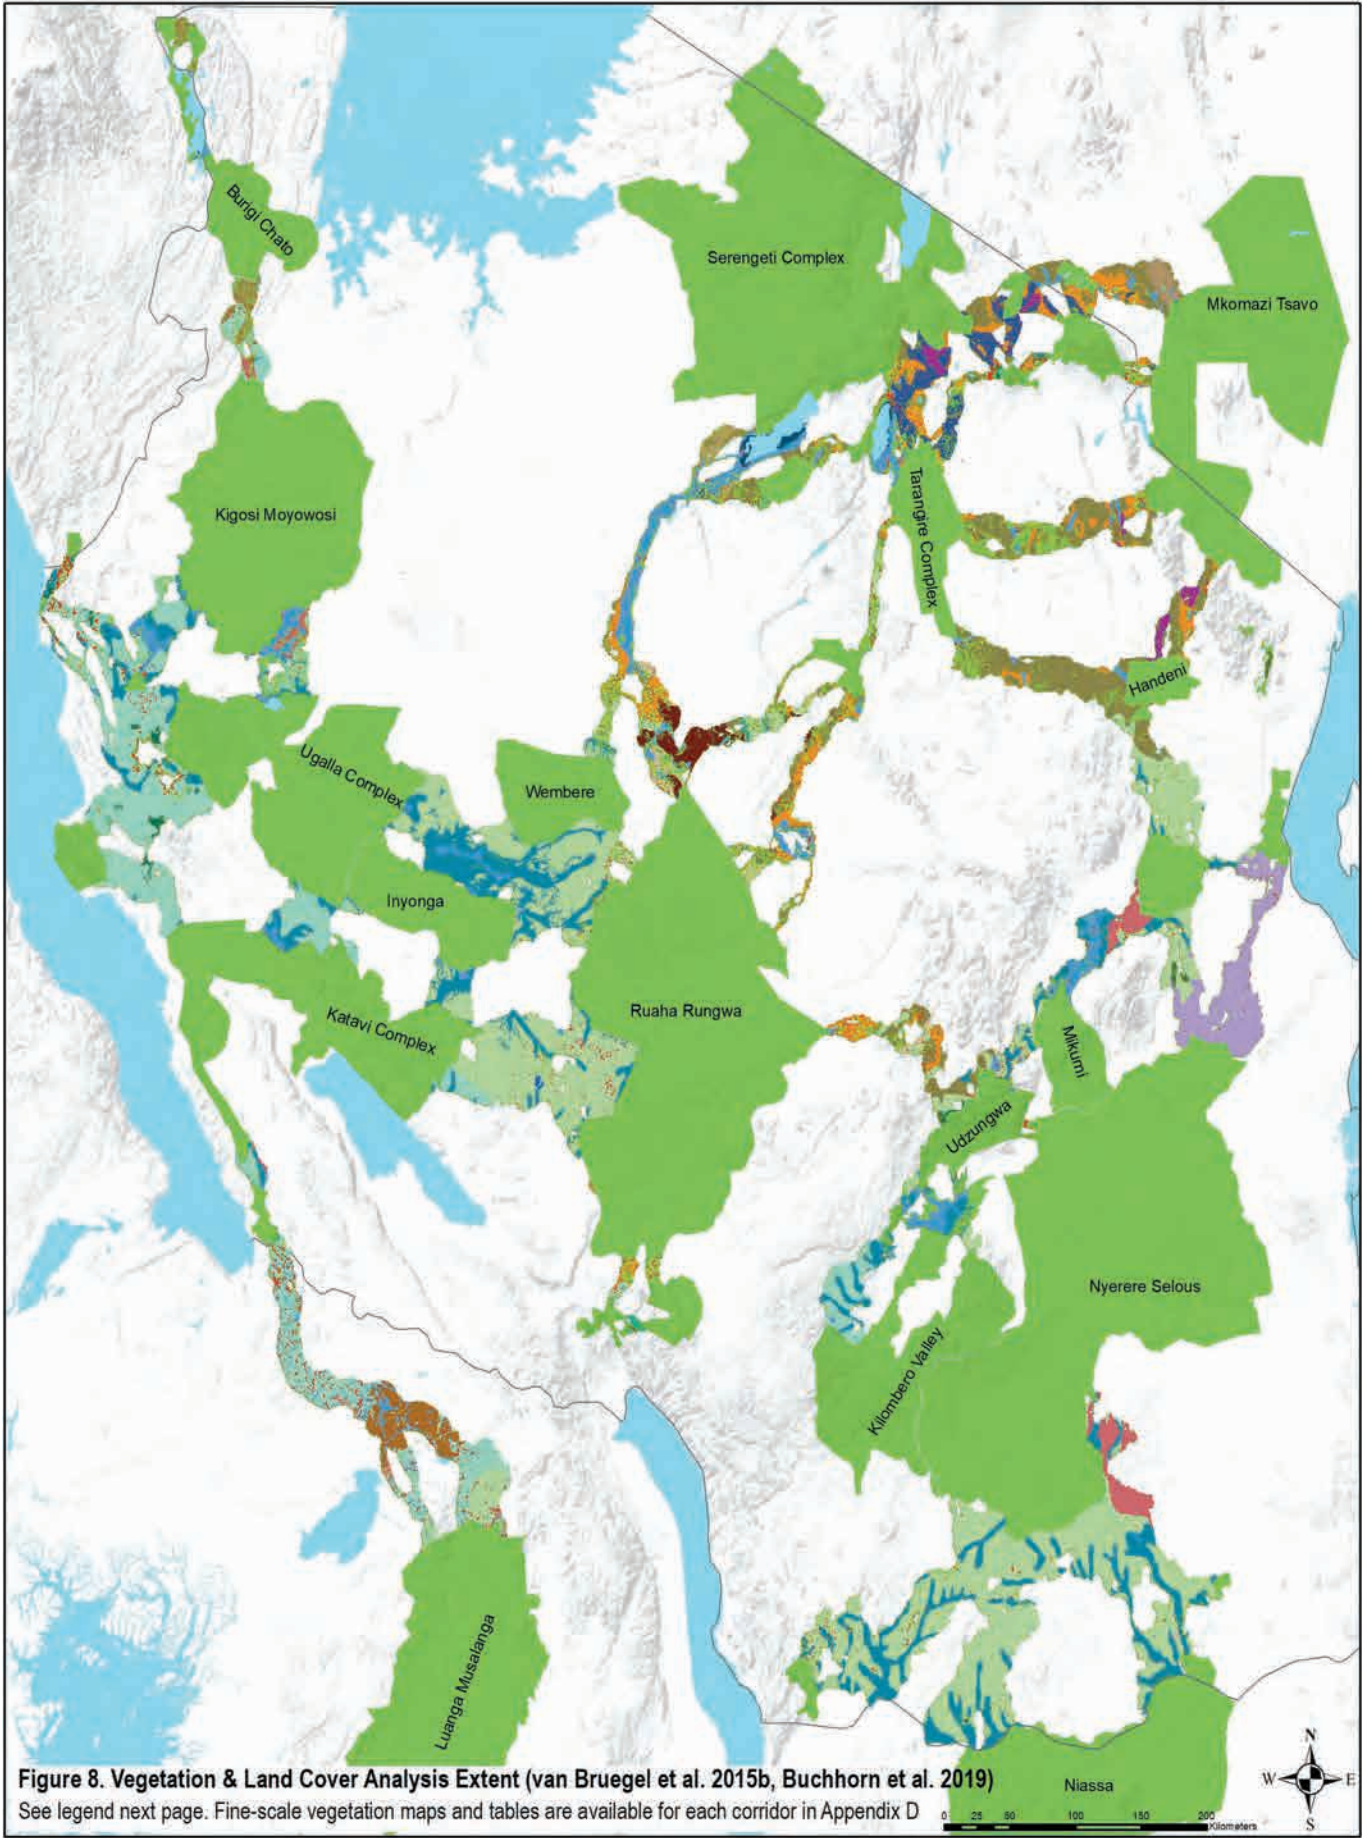 Burigi Chato
Serengeti Complex
Mkomazi Tsavo
Kigosi Moyowosi
Tarangire Complex
Handeni
Ugalla Complex
Wembere
Inyonga
Ruaha Rungwa
Katavi Complex
Mikumi
Udzungwa
Nyerere Selous
Kilombero Valley
Luanga Musalanga
Niassa
N
W
E
S
Figure 8. Vegetation & Land Cover Analysis Extent (van Bruegel et al. 2015b, Buchhorn et al. 2019)
See legend next page. Fine-scale vegetation maps and tables are available for each corridor in Appendix D
0 25 50 100 150 200
Kilometers